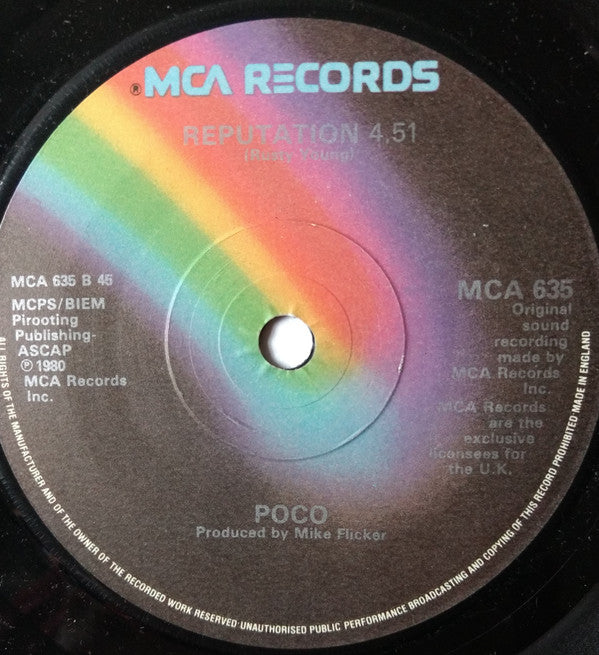 ® MCA RECORDS
REPUTATION 4,51
(Rusty Young)
MCA 635 B 45
MCPS/BIEM
Pirooting
Publishing-
ASCAP
℗ 1980
MCA Records
Inc.
MCA 635
Original
sound
recording
made by
MCA Records
Inc.
MCA Records
are the
exclusive
licensees for
the U.K.
POCO
Produced by Mike Flicker
ALL RIGHTS OF THE MANUFACTURER AND OF THE OWNER OF THE RECORDED WORK RESERVED UNAUTHORISED PUBLIC PERFORMANCE BROADCASTING AND COPYING OF THIS RECORD PROHIBITED MADE IN ENGLAND